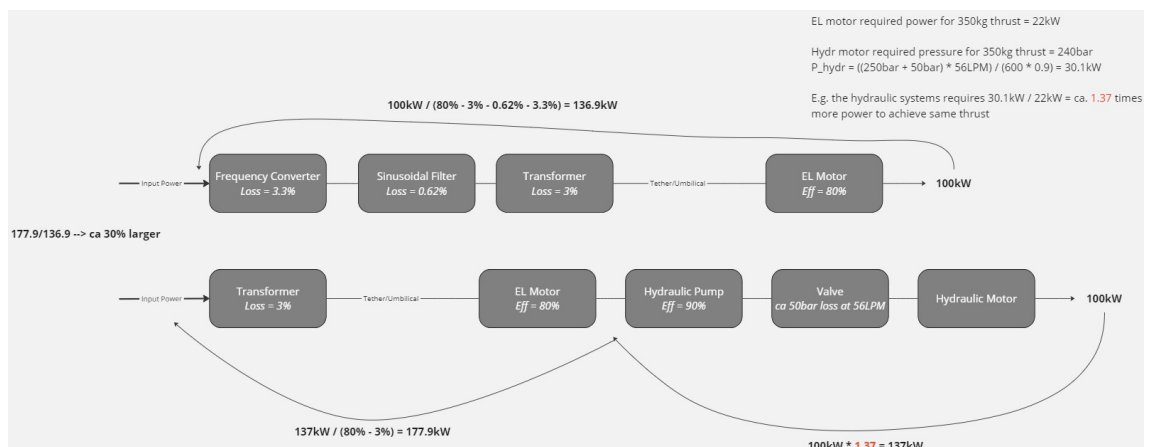 EL motor required power for 350kg thrust = 22kW
Hydr motor required pressure for 350kg thrust = 240bar
P_hydr = ((250bar + 50bar) * 56LPM) / (600 * 0.9) = 30.1kW
E.g. the hydraulic systems requires 30.1kW / 22kW = ca. 1.37 times
more power to achieve same thrust
100kW / (80% - 3% - 0.62% - 3.3%) = 136.9kW
Input Power
Frequency Converter
Loss = 3.3%
Sinusoidal Filter
Loss = 0.62%
Transformer
Loss = 3%
Tether/Umbilical
EL Motor
Eff = 80%
100kW
177.9/136.9 --> ca 30% larger
Input Power
Transformer
Loss = 3%
Tether/Umbilical
EL Motor
Eff = 80%
Hydraulic Pump
Eff = 90%
Valve
ca 50bar loss at 56LPM
Hydraulic Motor
100kW
137kW / (80% - 3%) = 177.9kW
100kW * 1.37 = 137kW